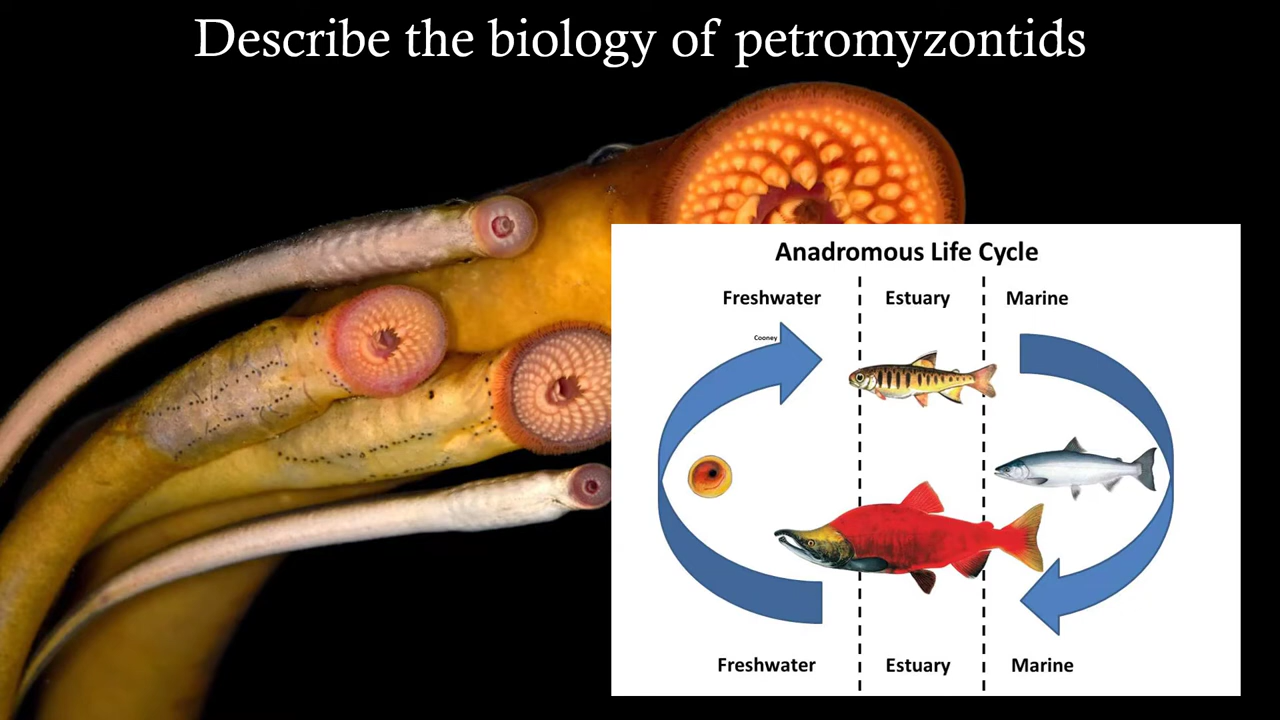 Describe the biology of petromyzontids
Anadromous Life Cycle
Freshwater Estuary Marine
Cooney
Freshwater Estuary Marine